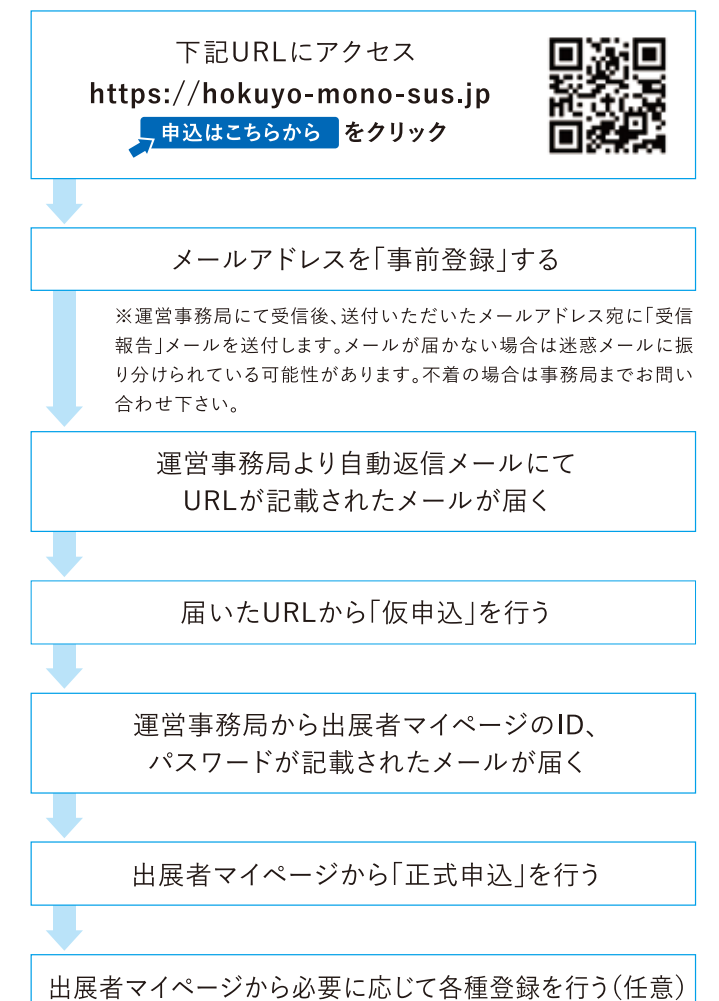 下記URLにアクセス
https://hokuyo-mono-sus.jp
申込はこちらから をクリック
メールアドレスを「事前登録」する
※運営事務局にて受信後、送付いただいたメールアドレス宛に「受信
報告」メールを送付します。メールが届かない場合は迷惑メールに振
り分けられている可能性があります。不着の場合は事務局までお問い
合わせ下さい。
運営事務局より自動返信メールにて
URLが記載されたメールが届く
届いたURLから「仮申込」を行う
運営事務局から出展者マイページのID、
パスワードが記載されたメールが届く
出展者マイページから「正式申込」を行う
出展者マイページから必要に応じて各種登録を行う(任意)